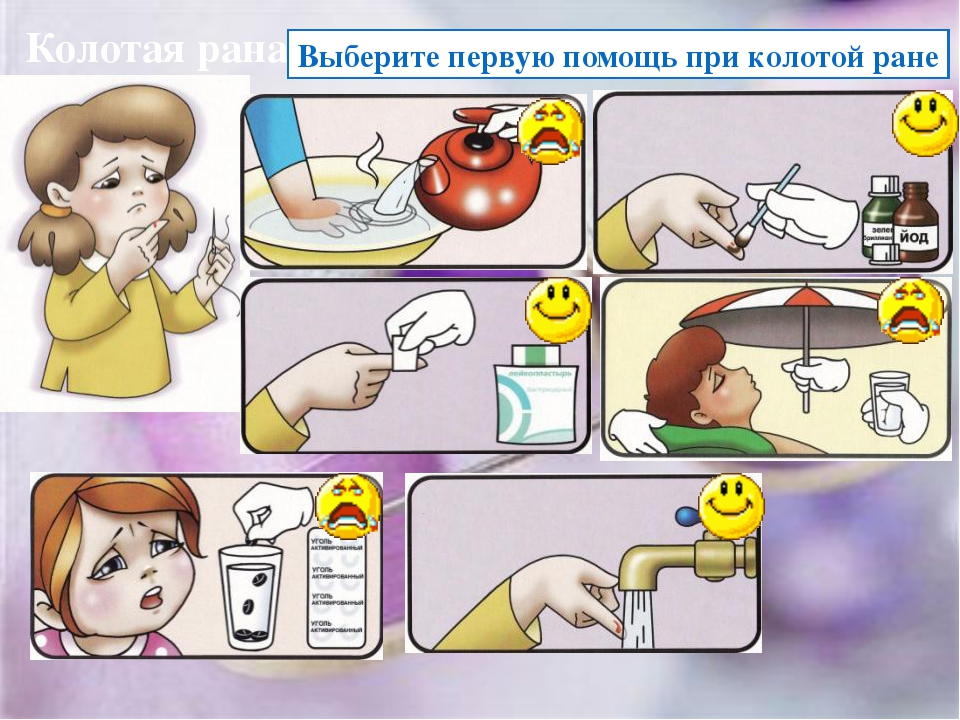 Колотая рана
Выберите первую помощь при колотой ране
зелен
бриллиан
ЙОД
лейкопластырь
бактерицидный
УГОЛЬ
АКТИВИРОВАННЫЙ
УГОЛЬ
АКТИВИРОВАННЫЙ
УГОЛЬ
АКТИВИРОВАННЫЙ
УГОЛЬ
АКТИВИРОВАННЫЙ